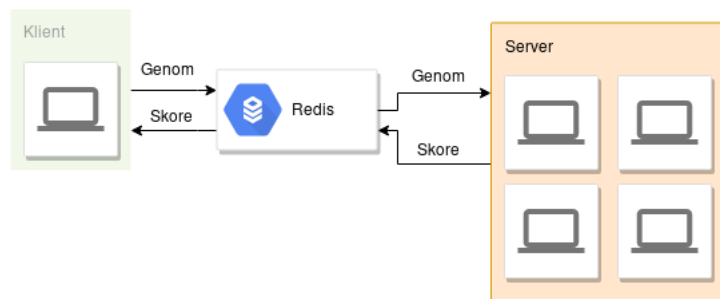 Klient
Genom
Skore
Redis
Genom
Skore
Server